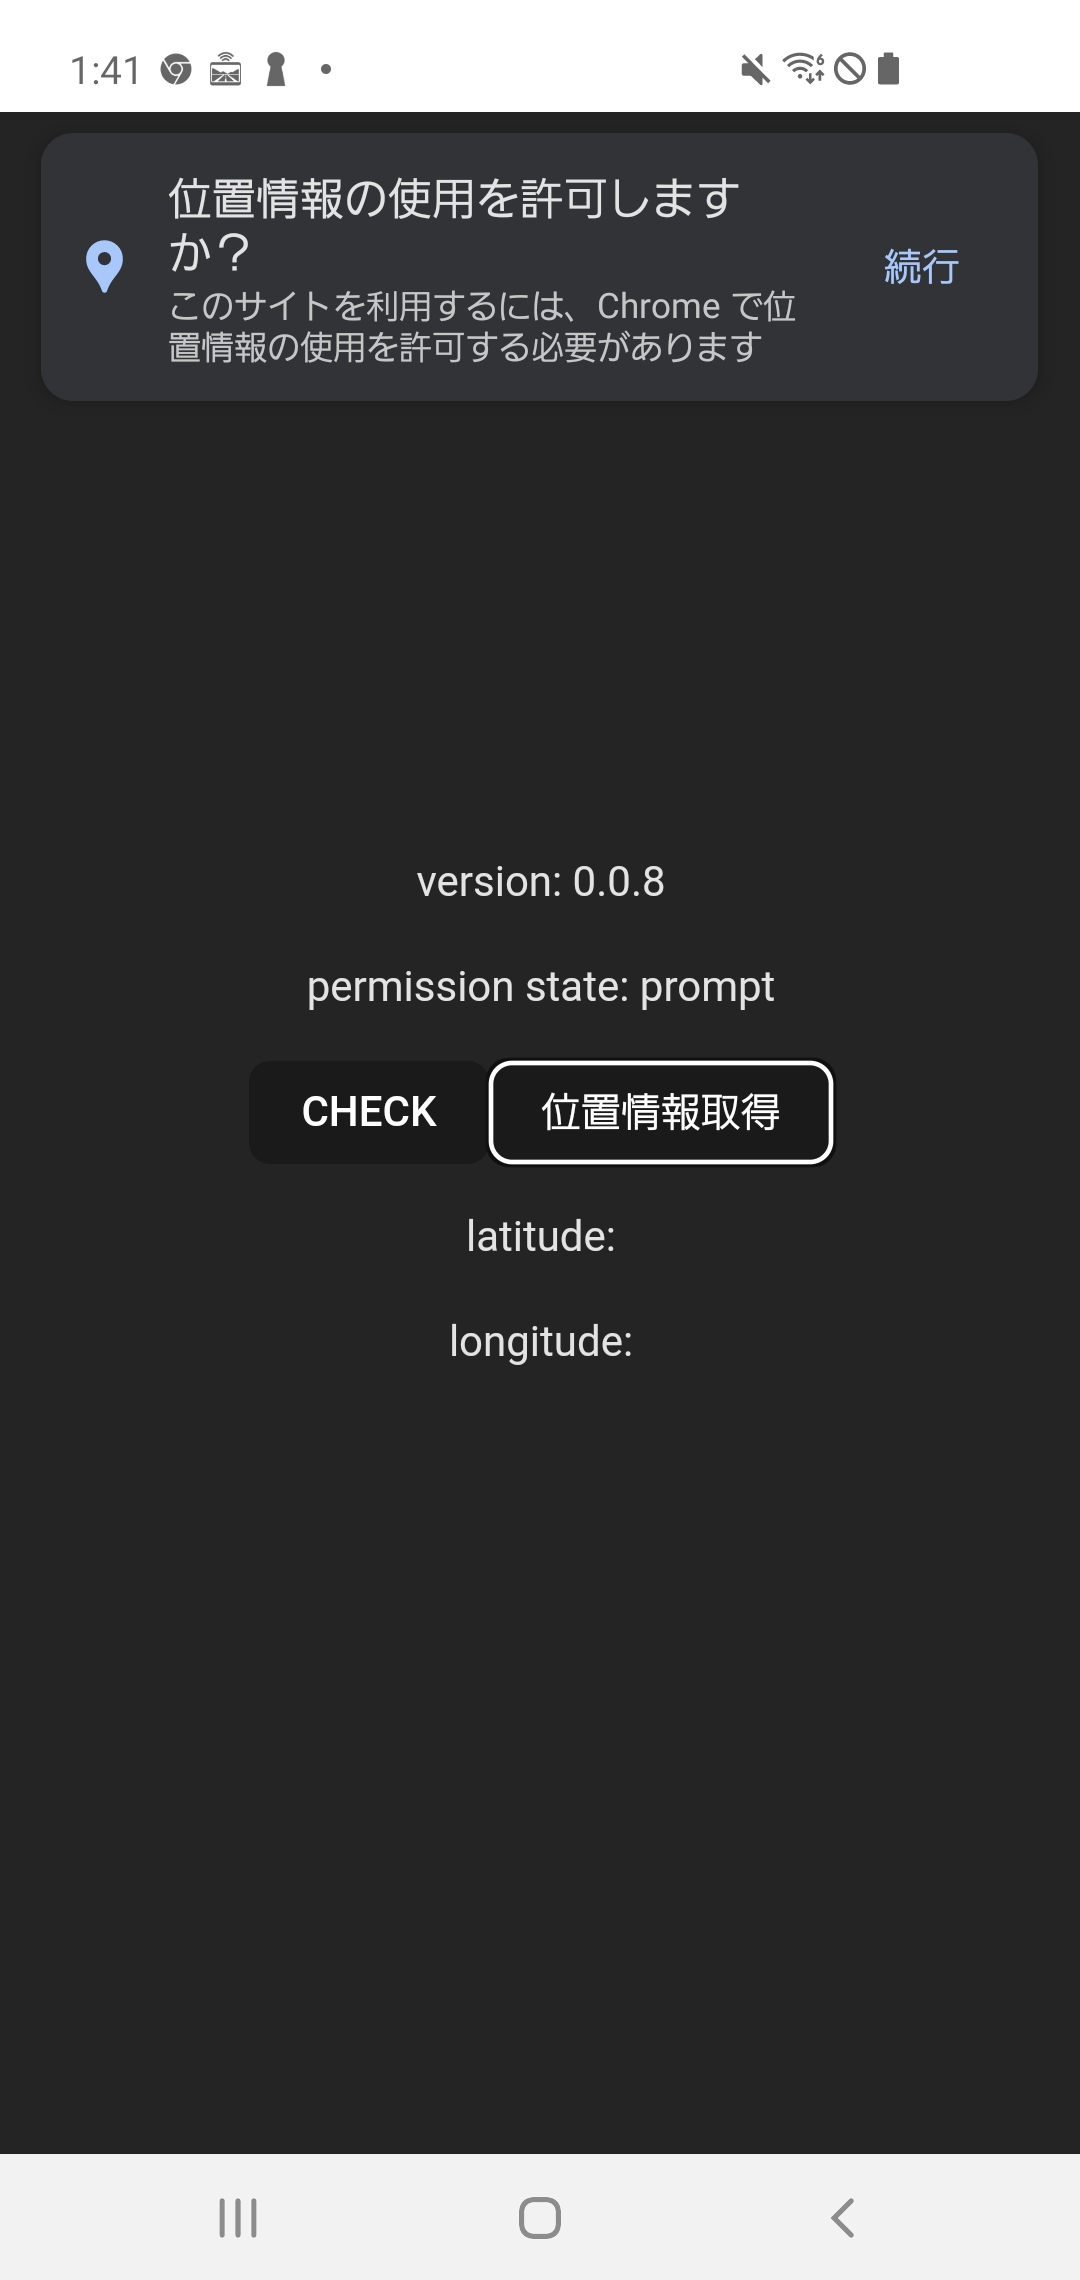 1:41
位置情報の使用を許可します
か？
このサイトを利用するには、Chrome で位
置情報の使用を許可する必要があります
続行
version: 0.0.8
permission state: prompt
CHECK
位置情報取得
latitude:
longitude: